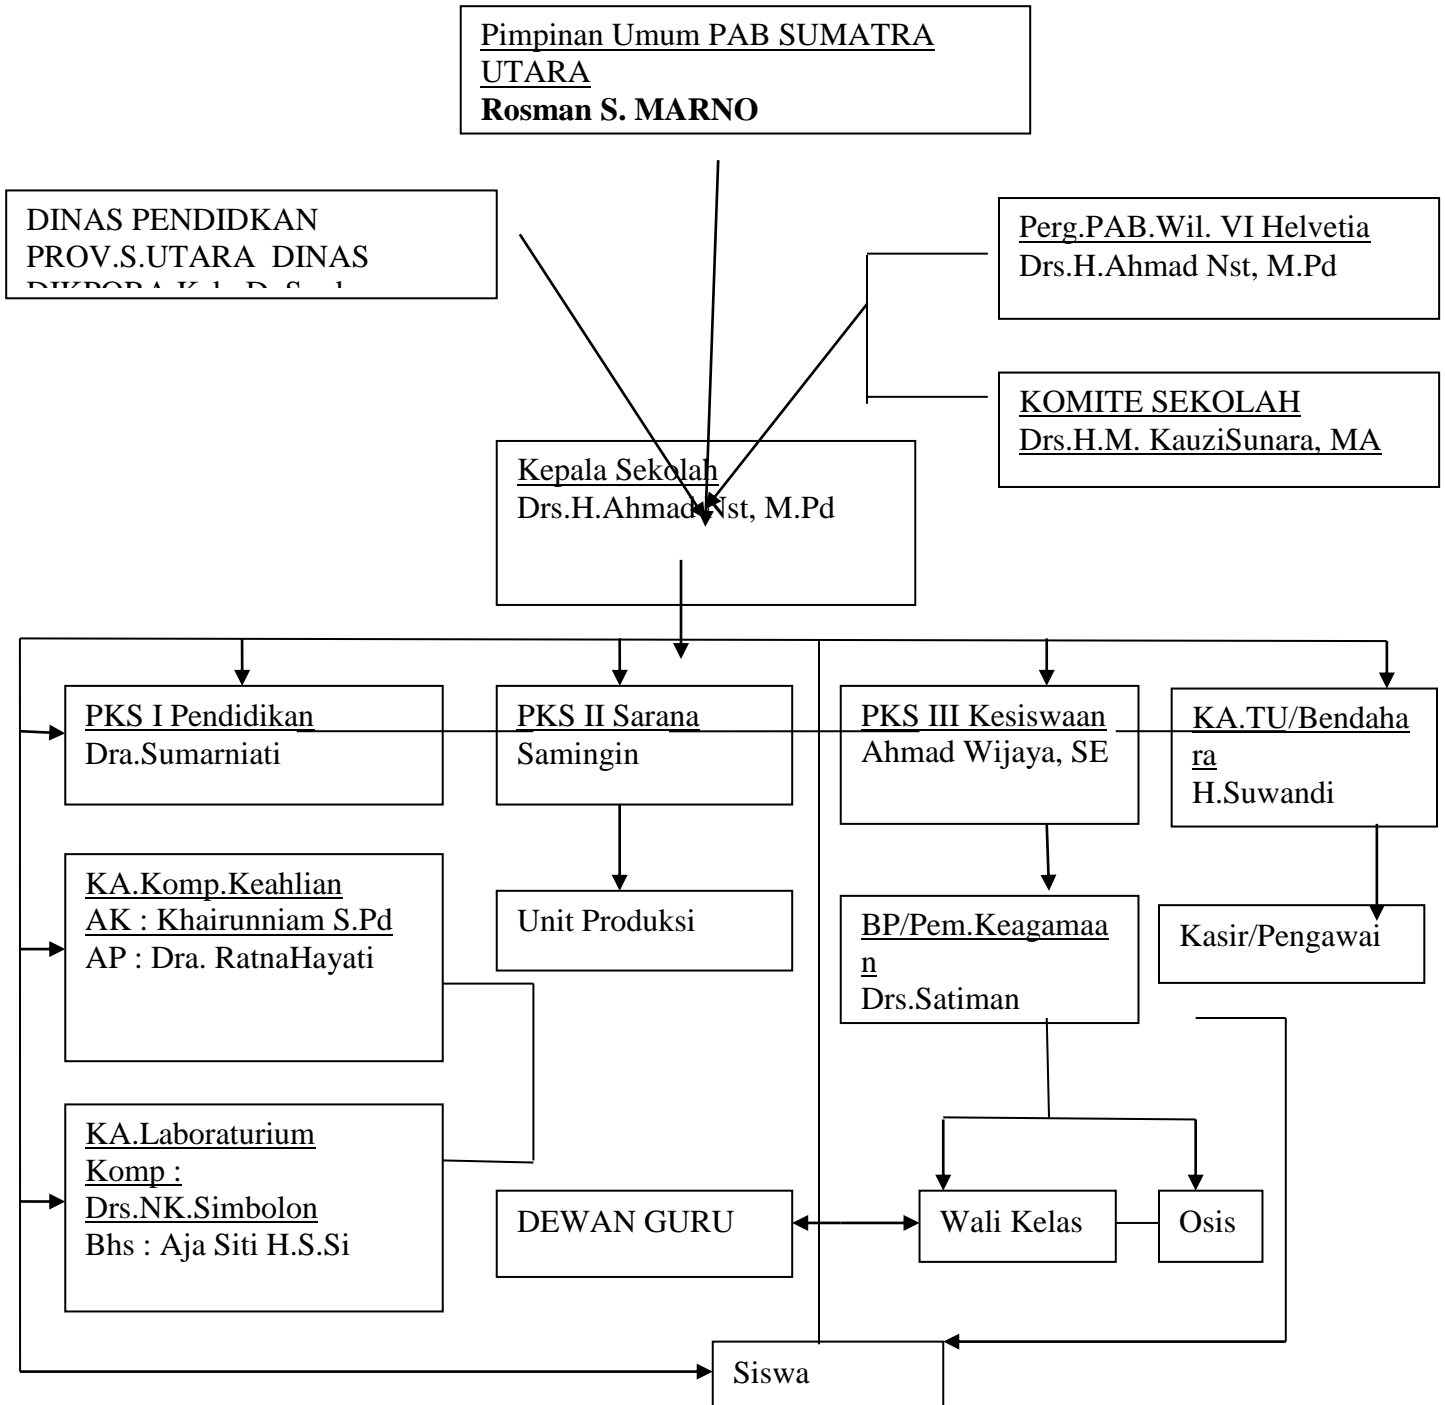 Pimpinan Umum PAB SUMATRA
UTARA
Rosman S. MARNO
DINAS PENDIDKAN
PROV.S.UTARA DINAS
Perg.PAB.Wil. VI Helvetia
Drs.H.Ahmad Nst, M.Pd
KOMITE SEKOLAH
Drs.H.M. KauziSunara, MA
Kepala Sekolah
Drs.H.Ahmad Nst, M.Pd
PKS I Pendidikan
Dra.Sumarniati
PKS II Sarana
Samingin
PKS III Kesiswaan
Ahmad Wijaya, SE
KA.TU/Bendaha
ra
H.Suwandi
KA.Komp.Keahlian
AK : Khairunniam S.Pd
AP : Dra. RatnaHayati
Unit Produksi
BP/Pem.Keagamaa
n
Drs.Satiman
Kasir/Pengawai
KA.Laboraturium
Komp :
Drs.NK.Simbolon
Bhs : Aja Siti H.S.Si
DEWAN GURU
Wali Kelas
Osis
Siswa